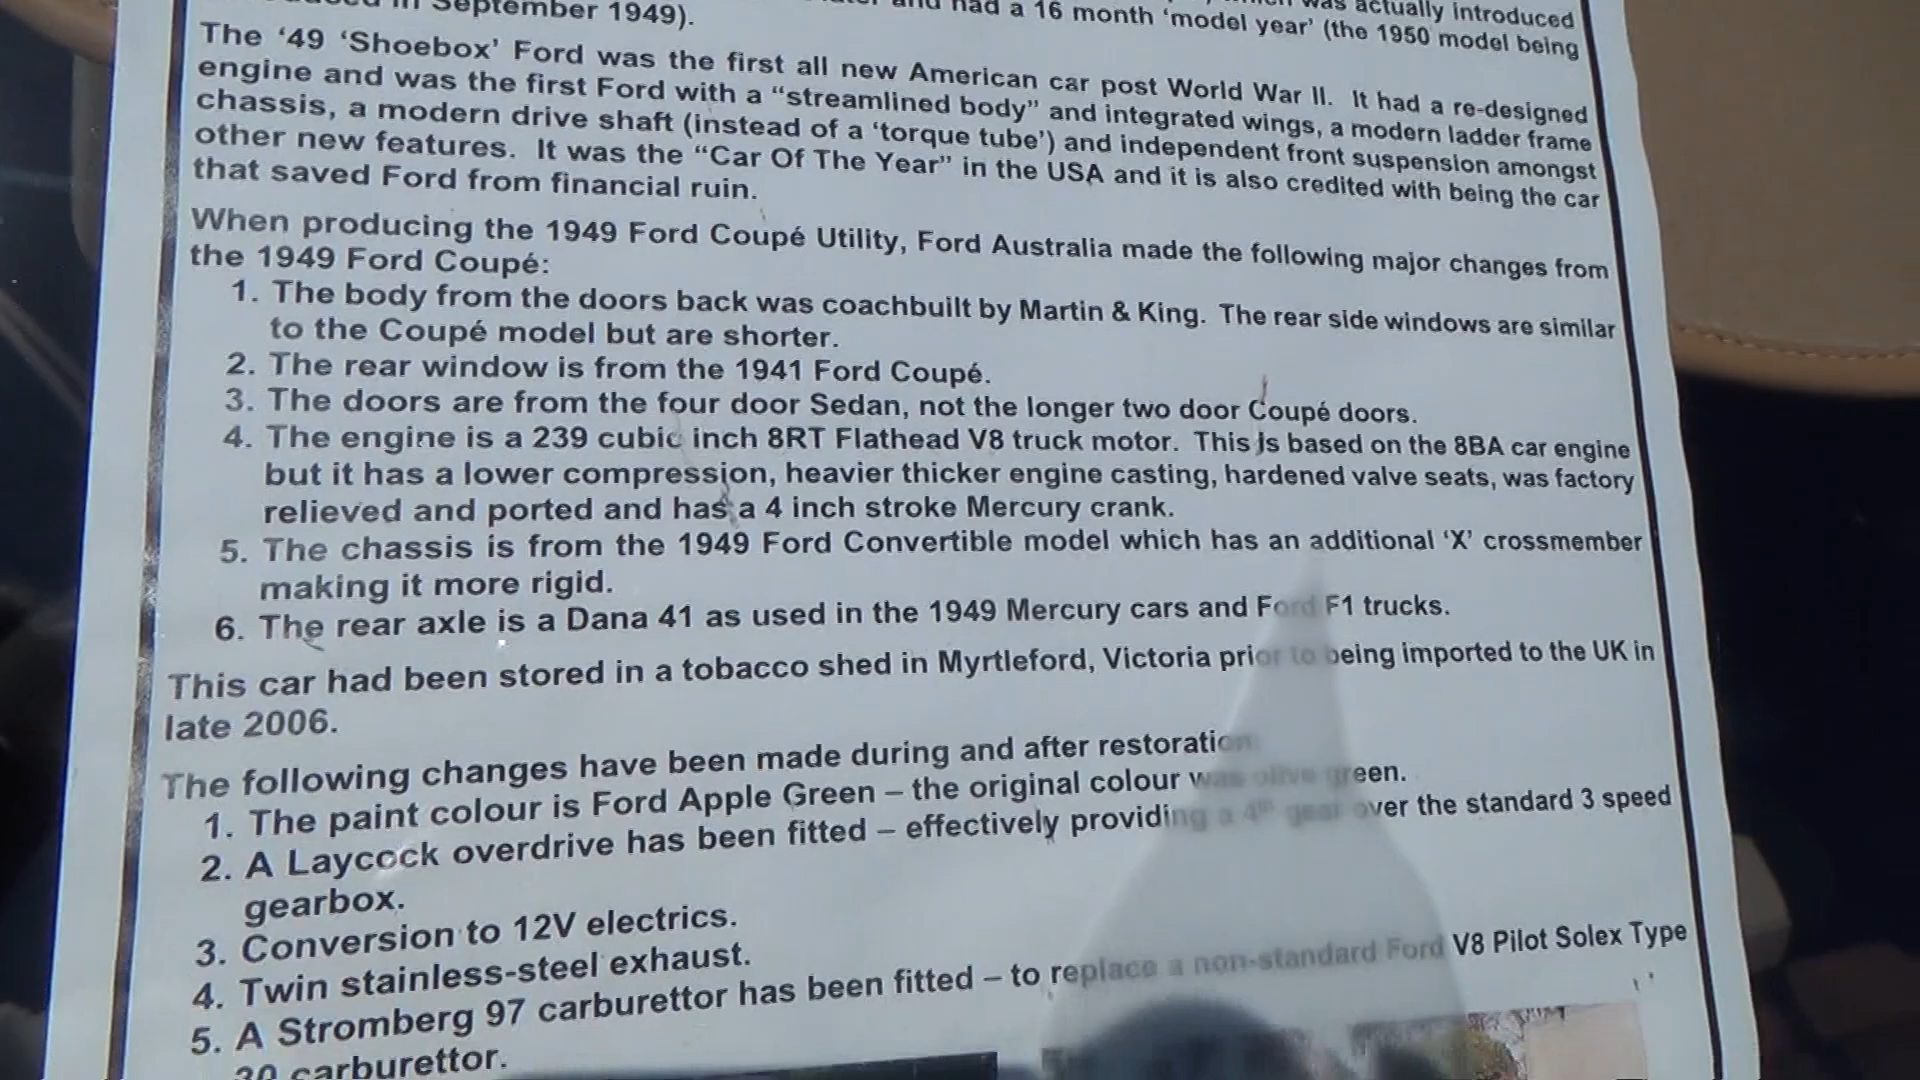 was actually introduced
and had a 16 month ‘model year’ (the 1950 model being
in September 1949).
The ‘49 ‘Shoebox’ Ford was the first all new American car post World War II. It had a re-designed
engine and was the first Ford with a “streamlined body” and integrated wings, a modern ladder frame
chassis, a modern drive shaft (instead of a ‘torque tube’) and independent front suspension amongst
other new features. It was the “Car Of The Year” in the USA and it is also credited with being the car
that saved Ford from financial ruin.
When producing the 1949 Ford Coupé Utility, Ford Australia made the following major changes from
the 1949 Ford Coupé:
1. The body from the doors back was coachbuilt by Martin & King. The rear side windows are similar
to the Coupé model but are shorter.
2. The rear window is from the 1941 Ford Coupé.
3. The doors are from the four door Sedan, not the longer two door Coupé doors.
4. The engine is a 239 cubic inch 8RT Flathead V8 truck motor. This is based on the 8BA car engine
but it has a lower compression, heavier thicker engine casting, hardened valve seats, was factory
relieved and ported and has a 4 inch stroke Mercury crank.
5. The chassis is from the 1949 Ford Convertible model which has an additional ‘X’ crossmember
making it more rigid.
6. The rear axle is a Dana 41 as used in the 1949 Mercury cars and Ford F1 trucks.
This car had been stored in a tobacco shed in Myrtleford, Victoria prior to being imported to the UK in
late 2006.
The following changes have been made during and after restoration
1. The paint colour is Ford Apple Green – the original colour was olive green.
2. A Laycock overdrive has been fitted – effectively providing a 4th gear over the standard 3 speed
gearbox.
3. Conversion to 12V electrics.
4. Twin stainless-steel exhaust.
5. A Stromberg 97 carburettor has been fitted – to replace a non-standard Ford V8 Pilot Solex Type
30 carburettor.